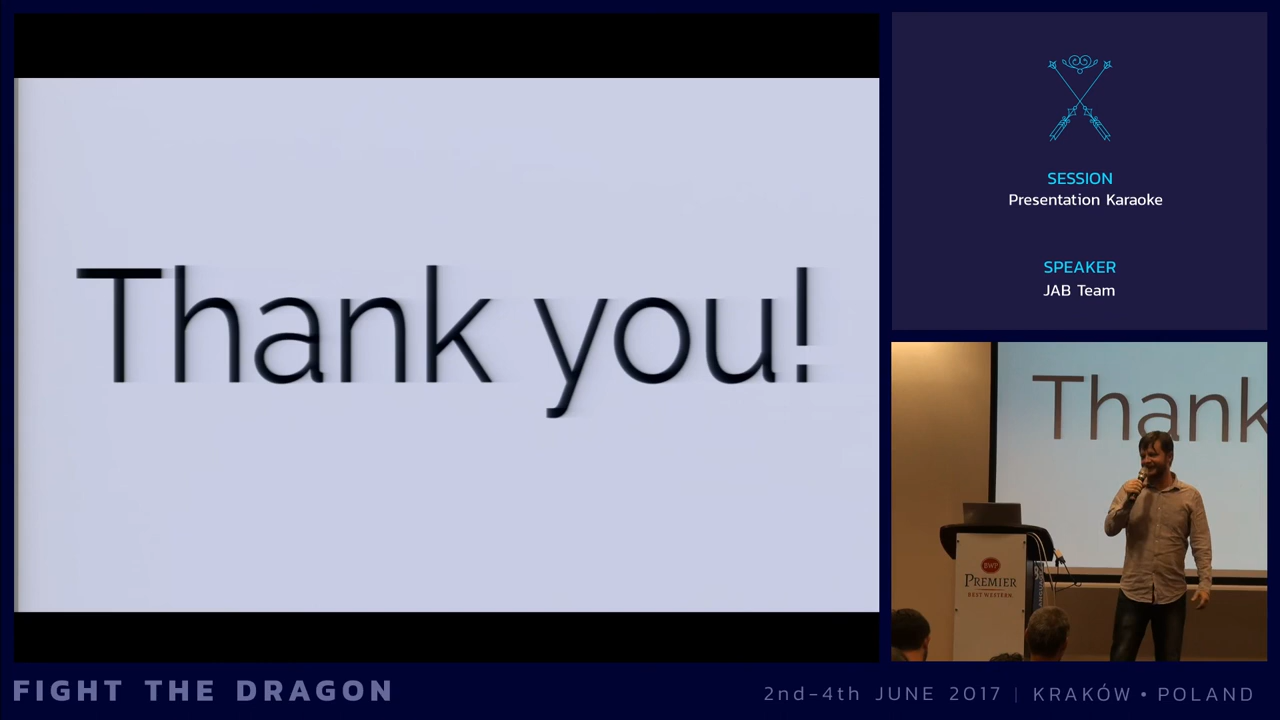 Thank you!
SESSION
Presentation Karaoke
SPEAKER
JAB Team
Thank
BWP
PREMIER
BEST WESTERN.
FIGHT THE DRAGON
2nd-4th JUNE 2017 | KRAKÓW • POLAND